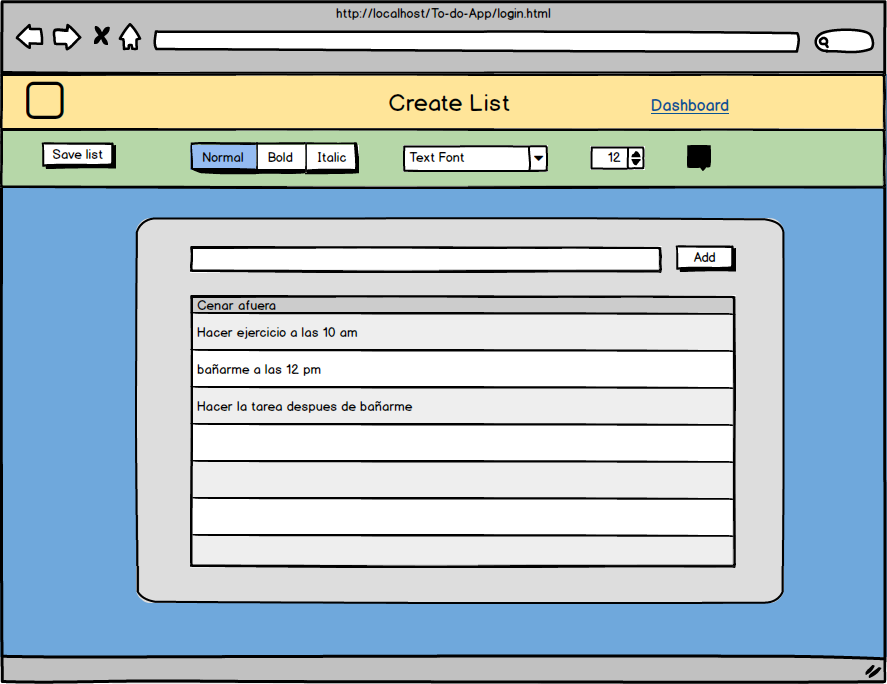 http://localhost/To-do-App/login.html
Create List
Dashboard
Save list
Normal
Bold
Italic
Text Font
12
Add
Cenar afuera
Hacer ejercicio a las 10 am
bañarme a las 12 pm
Hacer la tarea despues de bañarme